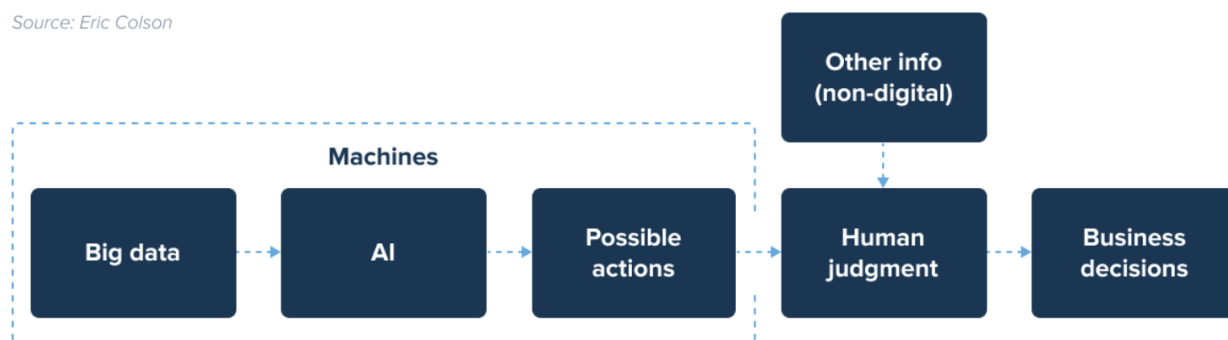 Source: Eric Colson
Other info
(non-digital)
Machines
Big data
AI
Possible
actions
Human
judgment
Business
decisions